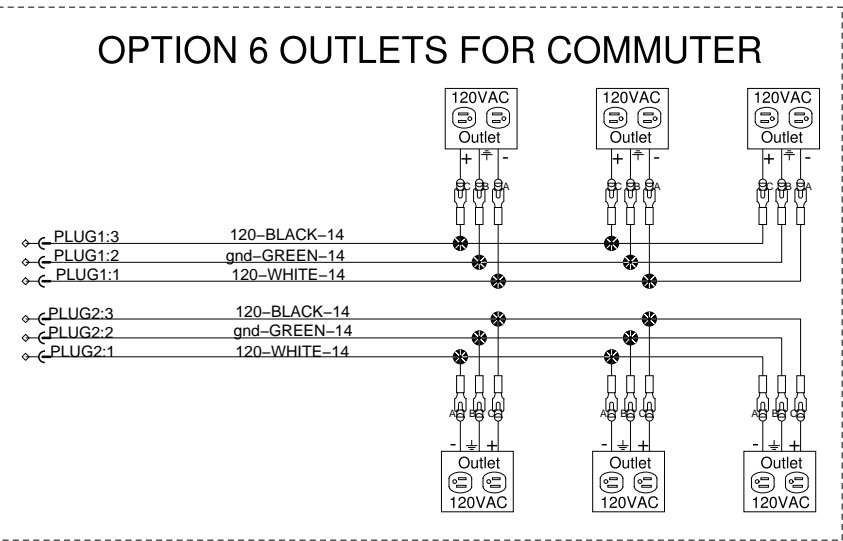 OPTION 6 OUTLETS FOR COMMUTER
120VAC 120VAC 120VAC
Outlet Outlet Outlet
+ - + - + -
C B A C B A C B A
PLUG1:3 120-BLACK-14
PLUG1:2 gnd-GREEN-14
PLUG1:1 120-WHITE-14
PLUG2:3 120-BLACK-14
PLUG2:2 gnd-GREEN-14
PLUG2:1 120-WHITE-14
A B C A B C A B C
- + - + - +
Outlet Outlet Outlet
120VAC 120VAC 120VAC